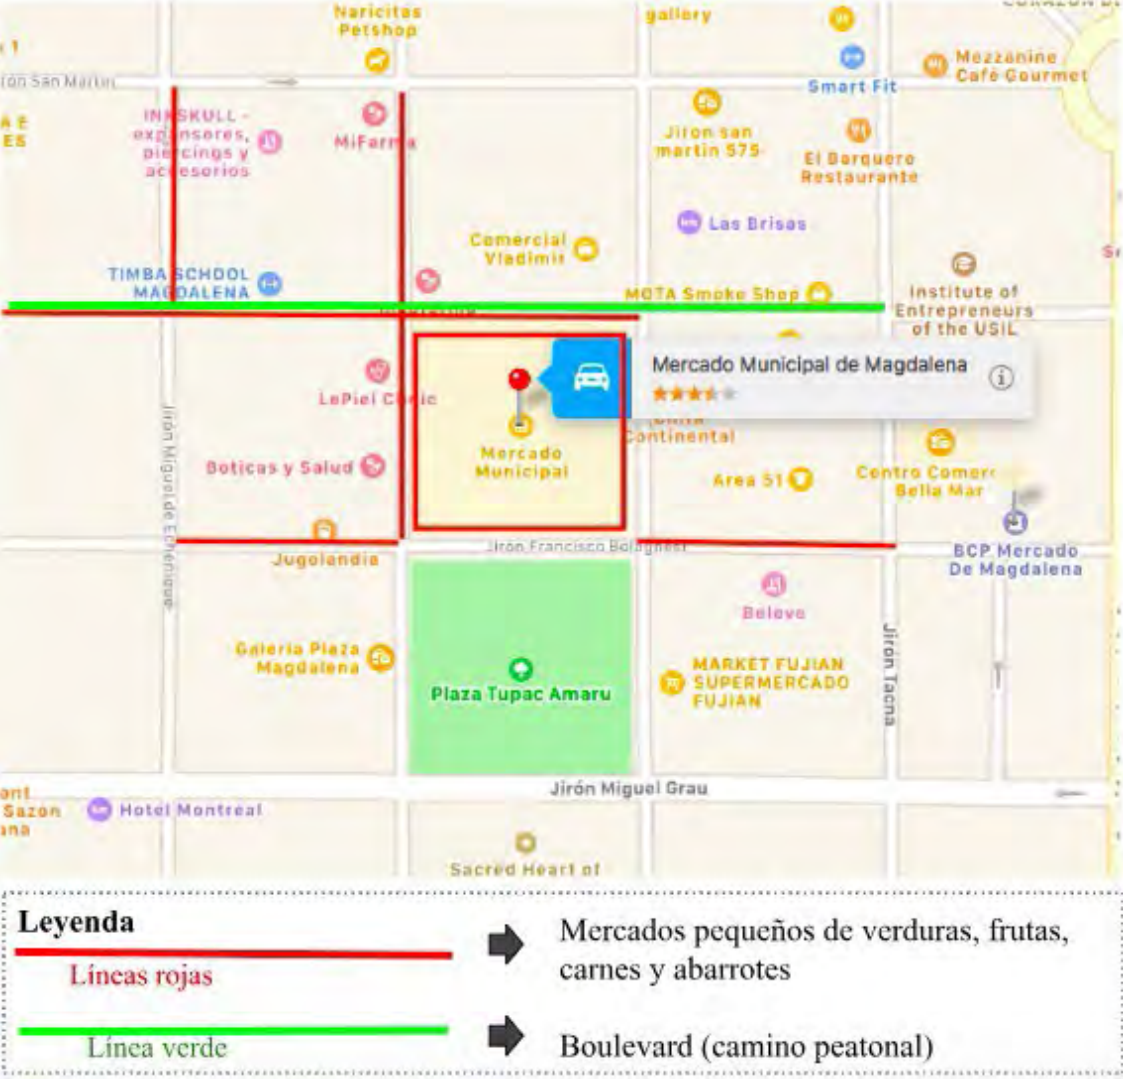 Naricitas
Petshop
gallery
1
Smart Fit
Mezzanine
Café Gourmet
INKSKULL -
expansores,
piercings y
accesorios
MiFarma
Jiron san
martin 575
El Barquero
Restaurante
A E
ES
Las Brisas
Comercial
Vladimir
TIMBA SCHOOL
MAGDALENA
MOTA Smoke Shop
Institute of
Entrepreneurs
of the USIL
Mercado Municipal de Magdalena
LePiel Clinic
Continental
Mercado
Municipal
Boticas y Salud
Area 51
Bella Mar
Jirón Miguel de Echenique
Jirón Francisco Bolognesi
Jugolandia
BCP Mercado
De Magdalena
Beleve
Galeria Plaza
Magdalena
Plaza Tupac Amaru
MARKET FUJIAN
SUPERMERCADO
FUJIAN
Jirón Tacna
Jirón Miguel Grau
ant
Sazon
ana
Hotel Montreal
Sacred Heart of
Leyenda
Líneas rojas
Mercados pequeños de verduras, frutas,
carnes y abarrotes
Línea verde
Boulevard (camino peatonal)